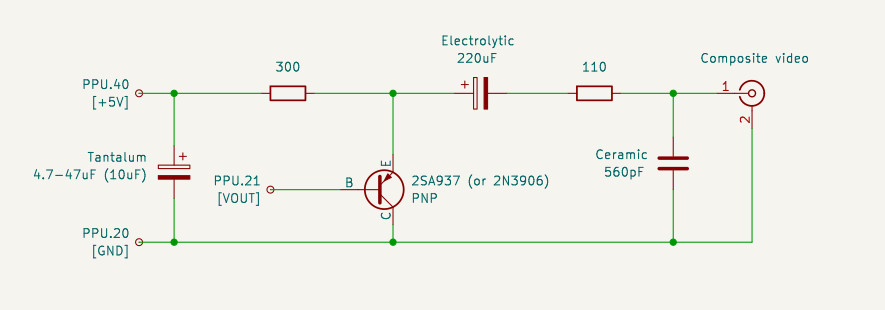 Electrolytic
220uF
300
110
Composite video
PPU.40
[+5V]
+
1
2
Tantalum
4.7-47uF (10uF)
+
PPU.21
[VOUT]
B
E
C
2SA937 (or 2N3906)
PNP
Ceramic
560pF
PPU.20
[GND]